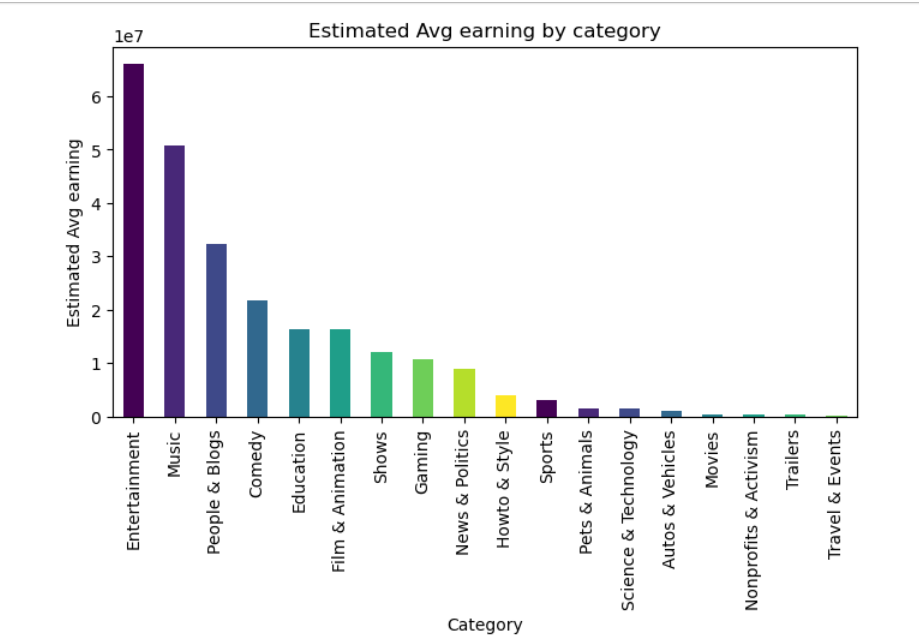 Estimated Avg earning by category
1e7
Estimated Avg earning
6
5
4
3
2
1
0
Entertainment
Music
People & Blogs
Comedy
Education
Film & Animation
Shows
Gaming
News & Politics
Howto & Style
Sports
Pets & Animals
Science & Technology
Autos & Vehicles
Movies
Nonprofits & Activism
Trailers
Travel & Events
Category